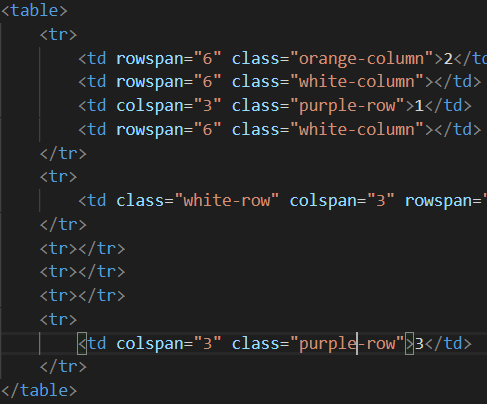 <table>
<tr>
<td rowspan="6" class="orange-column">2</td
<td rowspan="6" class="white-column"></td>
<td colspan="3" class="purple-row">1</td>
<td rowspan="6" class="white-column"></td>
</tr>
<tr>
<td class="white-row" colspan="3" rowspan="
</tr>
<tr></tr>
<tr></tr>
<tr></tr>
<tr>
<td colspan="3" class="purple-row">3</td>
</tr>
</table>